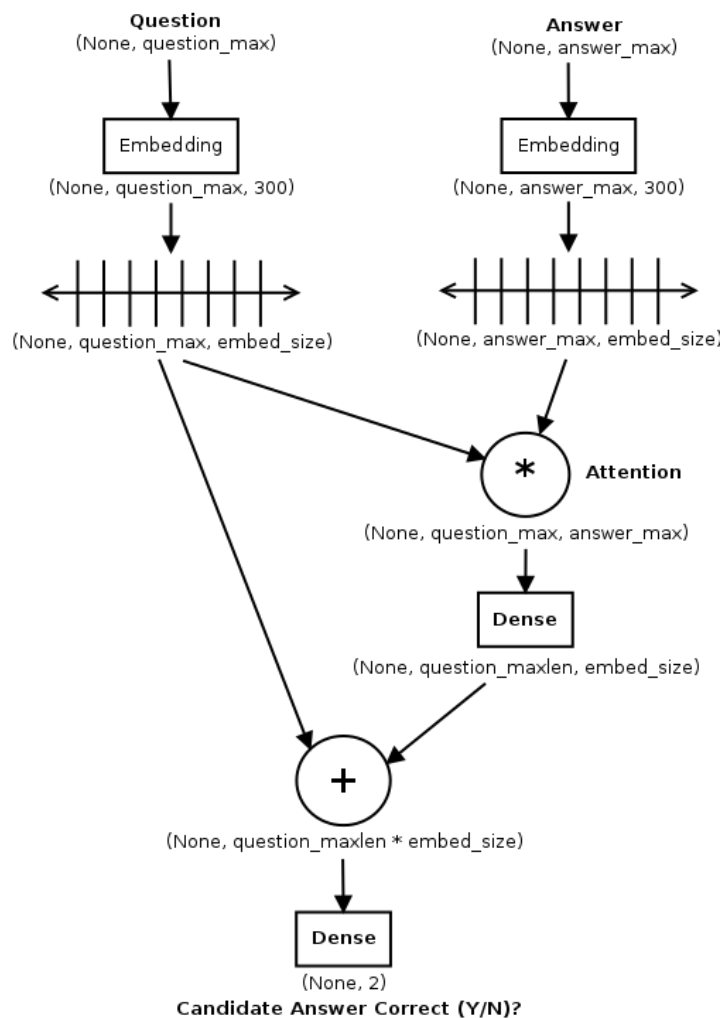 Question
(None, question_max)
Answer
(None, answer_max)
Embedding
Embedding
(None, question_max, 300)
(None, answer_max, 300)
(None, question_max, embed_size)
(None, answer_max, embed_size)
*
Attention
(None, question_max, answer_max)
Dense
(None, question_maxlen, embed_size)
+
(None, question_maxlen * embed_size)
Dense
(None, 2)
Candidate Answer Correct (Y/N)?